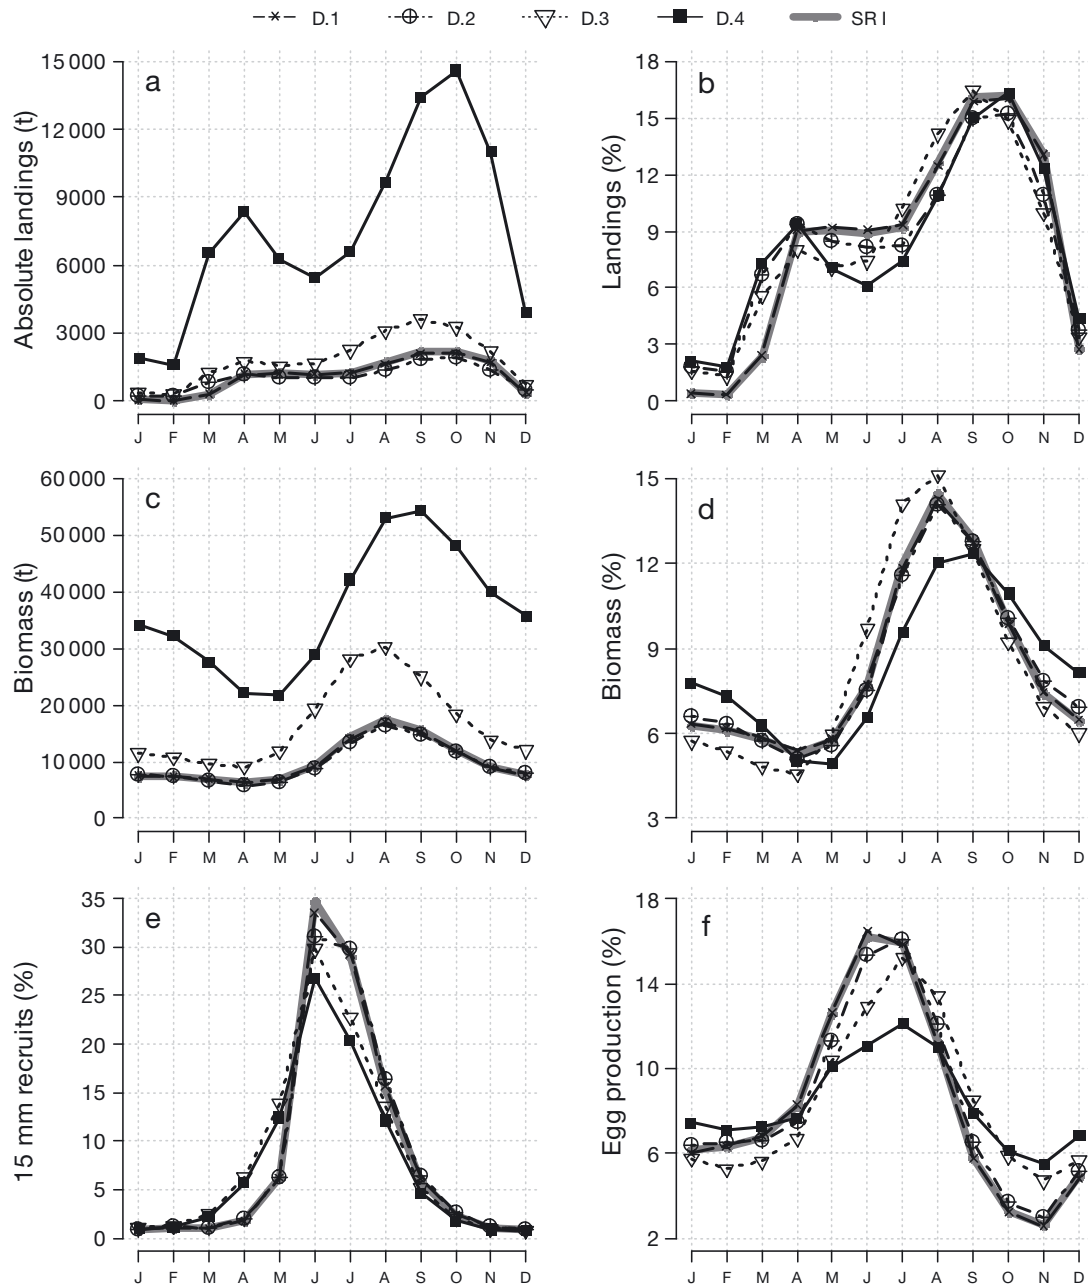 D.1 D.2 D.3 D.4 SR I
a
Absolute landings (t)
15 000
12 000
9000
6000
3000
0
J F M A M J J A S O N D
b
Landings (%)
18
15
12
9
6
3
0
J F M A M J J A S O N D
c
Biomass (t)
60 000
50 000
40 000
30 000
20 000
10 000
0
J F M A M J J A S O N D
d
Biomass (%)
15
12
9
6
3
J F M A M J J A S O N D
e
15 mm recruits (%)
35
30
25
20
15
10
5
0
J F M A M J J A S O N D
f
Egg production (%)
18
14
10
6
2
J F M A M J J A S O N D